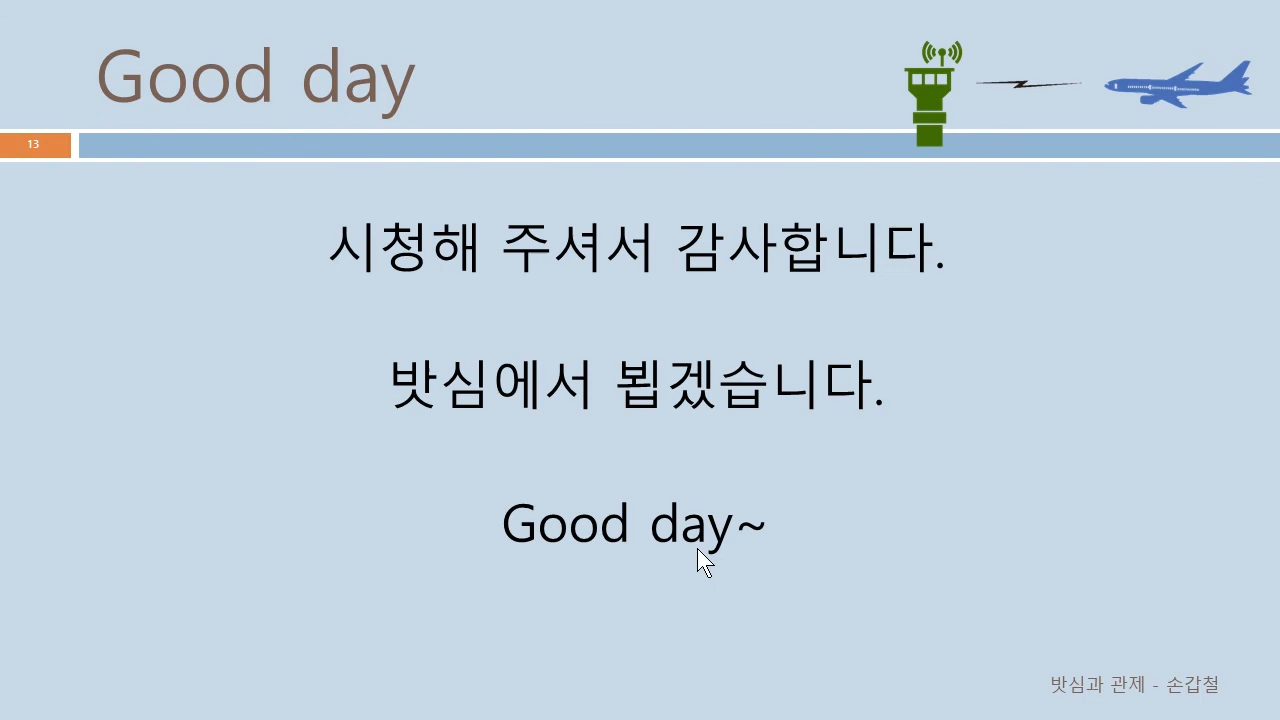 Good day
13
시청해 주셔서 감사합니다.
밧심에서 뵙겠습니다.
Good day~
밧심과 관제 - 손갑철